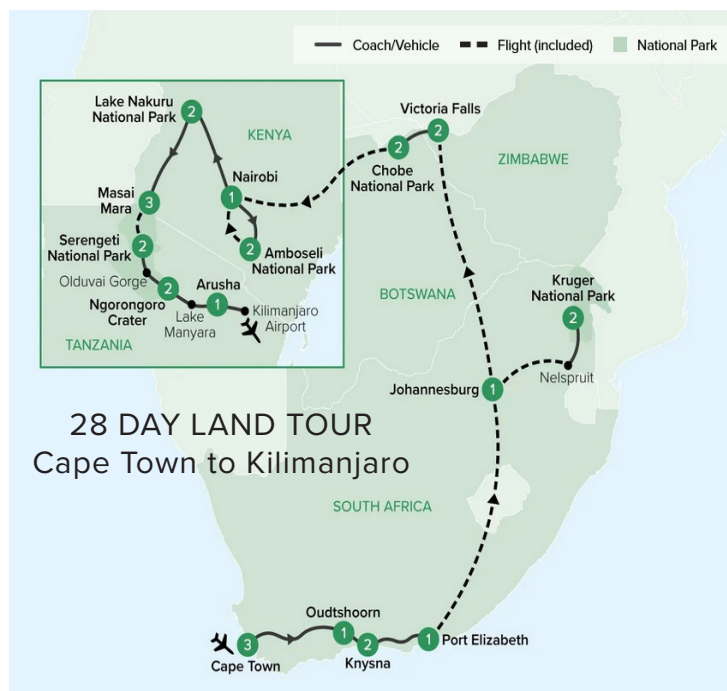 Coach/Vehicle
Flight (included)
National Park
Lake Nakuru
National Park
2
KENYA
Victoria Falls
2
2
Chobe
National Park
ZIMBABWE
Nairobi
1
Masai
Mara
3
Serengeti
National Park
2
2
Amboseli
National Park
Olduvai Gorge
2
Ngorongoro
Crater
Arusha
1
Lake
Manyara
Kilimanjaro
Airport
TANZANIA
BOTSWANA
Kruger
National Park
2
Nelspruit
Johannesburg
1
28 DAY LAND TOUR
Cape Town to Kilimanjaro
SOUTH AFRICA
Oudtshoorn
1
3
Cape Town
2
Knysna
1
Port Elizabeth